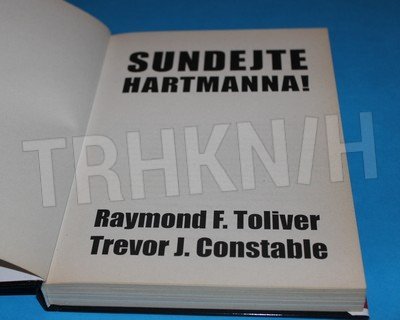 SUNDEJTE
HARTMANNA!
TRHKNIH
Raymond F. Toliver
Trevor J. Constable